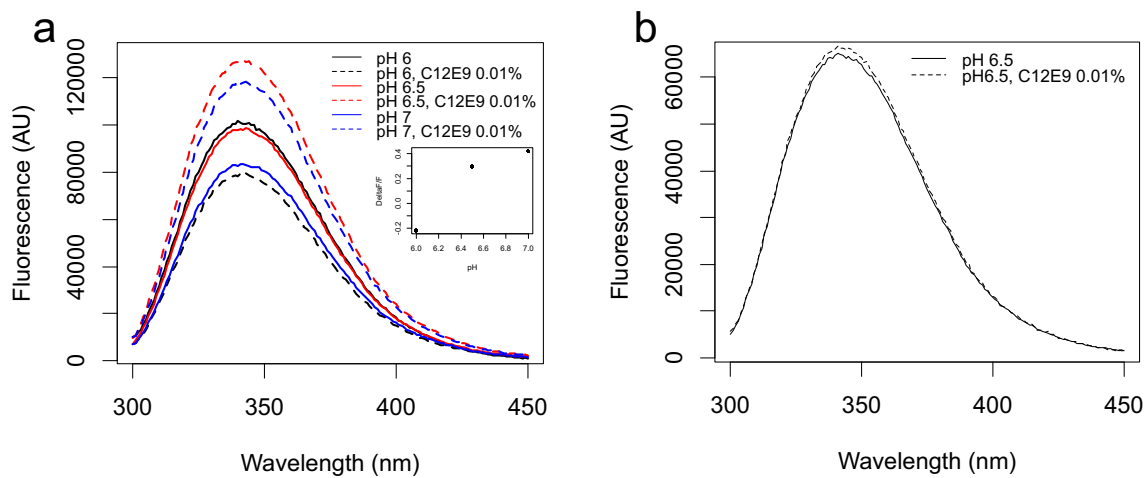 a
Fluorescence (AU)
0
40000
80000
120000
300
350
400
450
Wavelength (nm)
pH 6
pH 6, C12E9 0.01%
pH 6.5
pH 6.5, C12E9 0.01%
pH 7
pH 7, C12E9 0.01%
DeltaF/F
-0.2
0.0
0.2
0.4
6.0
6.2
6.4
6.6
6.8
7.0
pH
b
Fluorescence (AU)
0
20000
40000
60000
300
350
400
450
Wavelength (nm)
pH 6.5
pH6.5, C12E9 0.01%